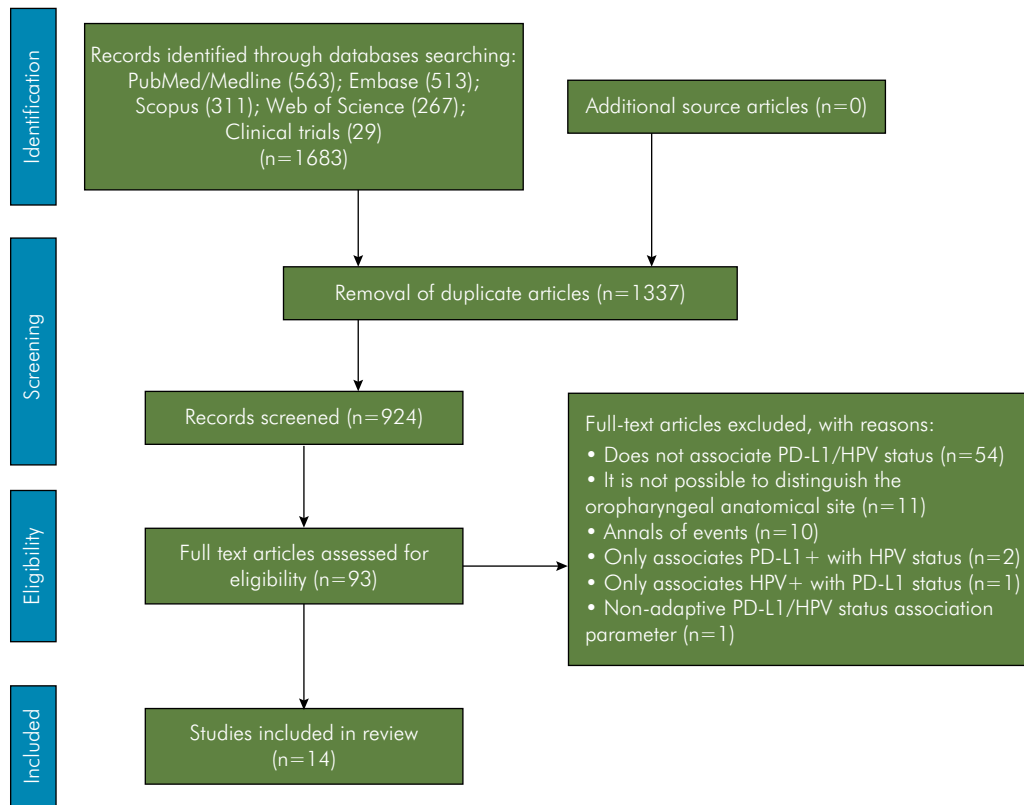 Identification
Records identified through databases searching:
PubMed/Medline (563); Embase (513);
Scopus (311); Web of Science (267);
Clinical trials (29)
(n=1683)
Additional source articles (n=0)
Screening
Removal of duplicate articles (n=1337)
Records screened (n=924)
Eligibility
Full text articles assessed for
eligibility (n=93)
Full-text articles excluded, with reasons:
• Does not associate PD-L1/HPV status (n=54)
• It is not possible to distinguish the
oropharyngeal anatomical site (n=11)
• Annals of events (n=10)
• Only associates PD-L1+ with HPV status (n=2)
• Only associates HPV+ with PD-L1 status (n=1)
• Non-adaptive PD-L1/HPV status association
parameter (n=1)
Included
Studies included in review
(n=14)